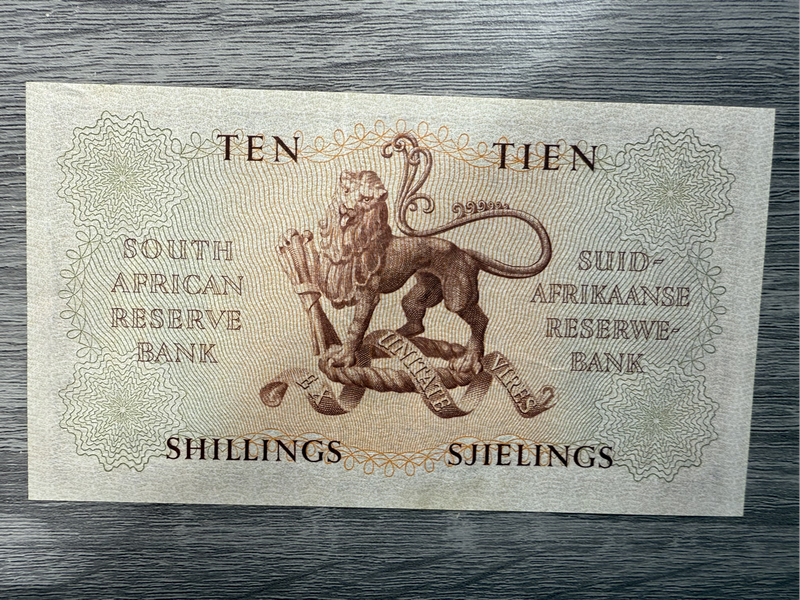 TEN TIEN
SOUTH
AFRICAN
RESERVE
BANK
SUID-
AFRIKAANSE
RESERWE-
BANK
EX UNITATE VIRES
SHILLINGS SJIELINGS